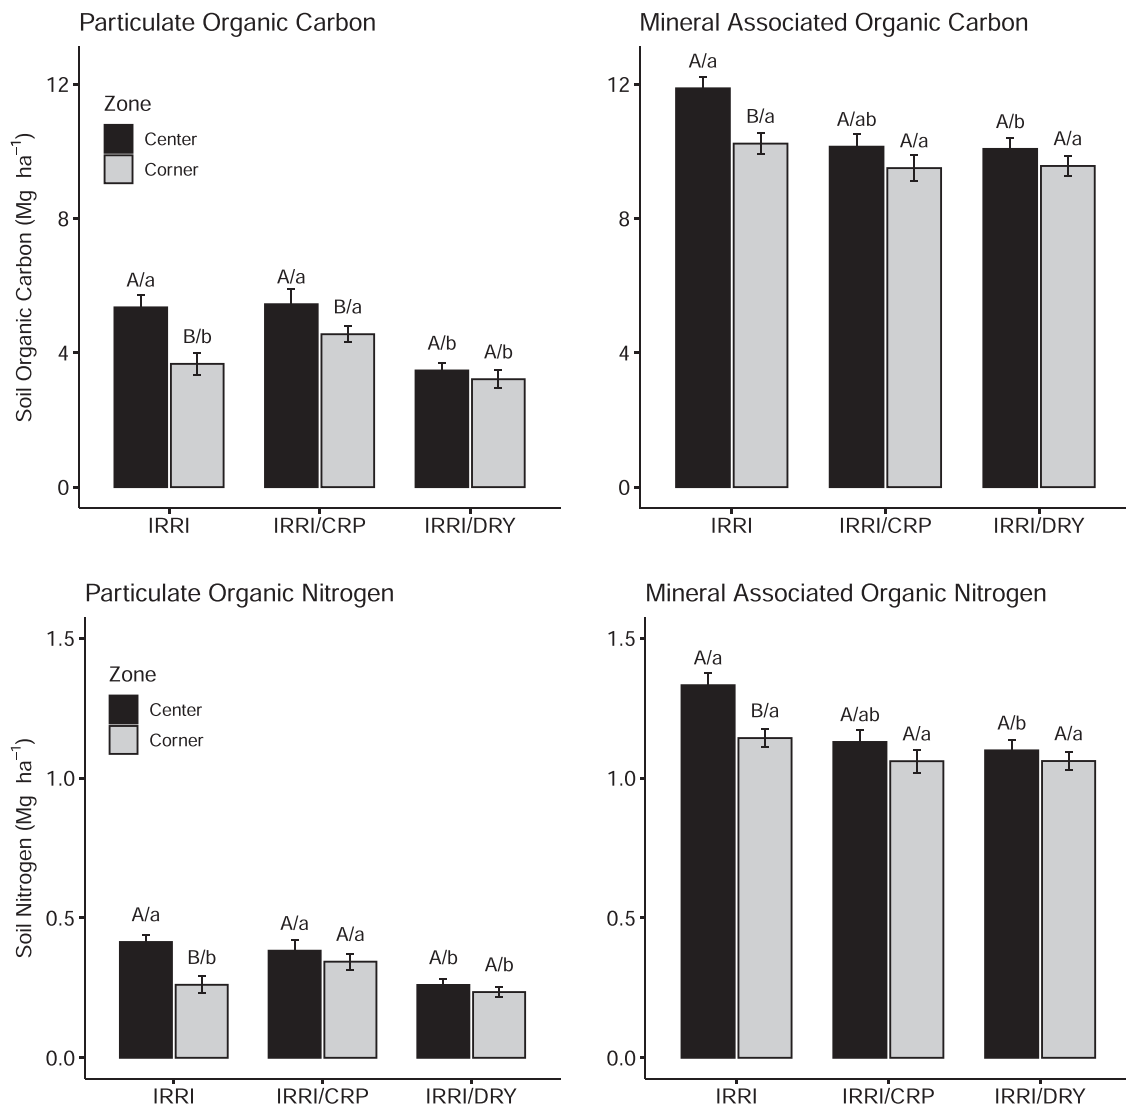 Particulate Organic Carbon
Mineral Associated Organic Carbon
Soil Organic Carbon (Mg ha⁻¹)
12
8
4
0
Zone
Center
Corner
A/a
B/b
A/a
B/a
A/b
A/b
IRRI
IRRI/CRP
IRRI/DRY
12
8
4
0
A/a
B/a
A/ab
A/a
A/b
A/a
IRRI
IRRI/CRP
IRRI/DRY
Particulate Organic Nitrogen
Mineral Associated Organic Nitrogen
Soil Nitrogen (Mg ha⁻¹)
1.5
1.0
0.5
0.0
Zone
Center
Corner
A/a
B/b
A/a
A/a
A/b
A/b
IRRI
IRRI/CRP
IRRI/DRY
1.5
1.0
0.5
0.0
A/a
B/a
A/ab
A/a
A/b
A/a
IRRI
IRRI/CRP
IRRI/DRY